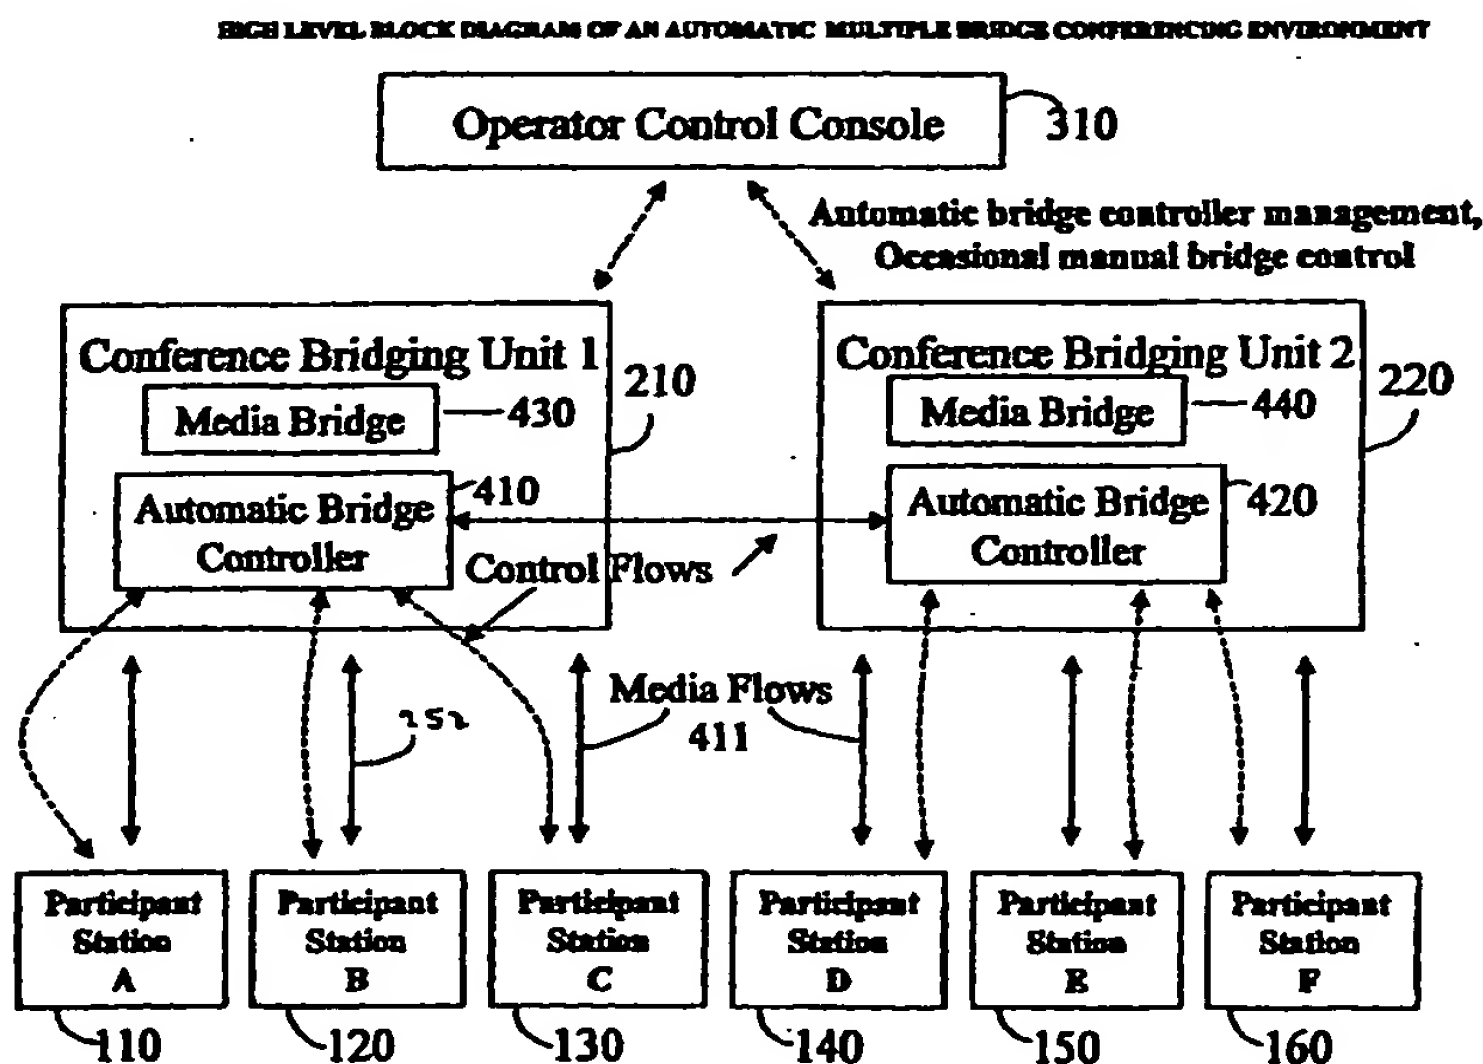 HIGH LEVEL BLOCK DIAGRAM OF AN AUTOMATIC MULTIPLE BRIDGE CONFERENCING ENVIRONMENT
Operator Control Console
310
Automatic bridge controller management,
Occasional manual bridge control
Conference Bridging Unit 1
210
Media Bridge
430
Automatic Bridge
Controller
410
Conference Bridging Unit 2
220
Media Bridge
440
Automatic Bridge
Controller
420
Control Flows
Media Flows
411
252
Participant
Station
A
Participant
Station
B
Participant
Station
C
Participant
Station
D
Participant
Station
E
Participant
Station
F
110
120
130
140
150
160